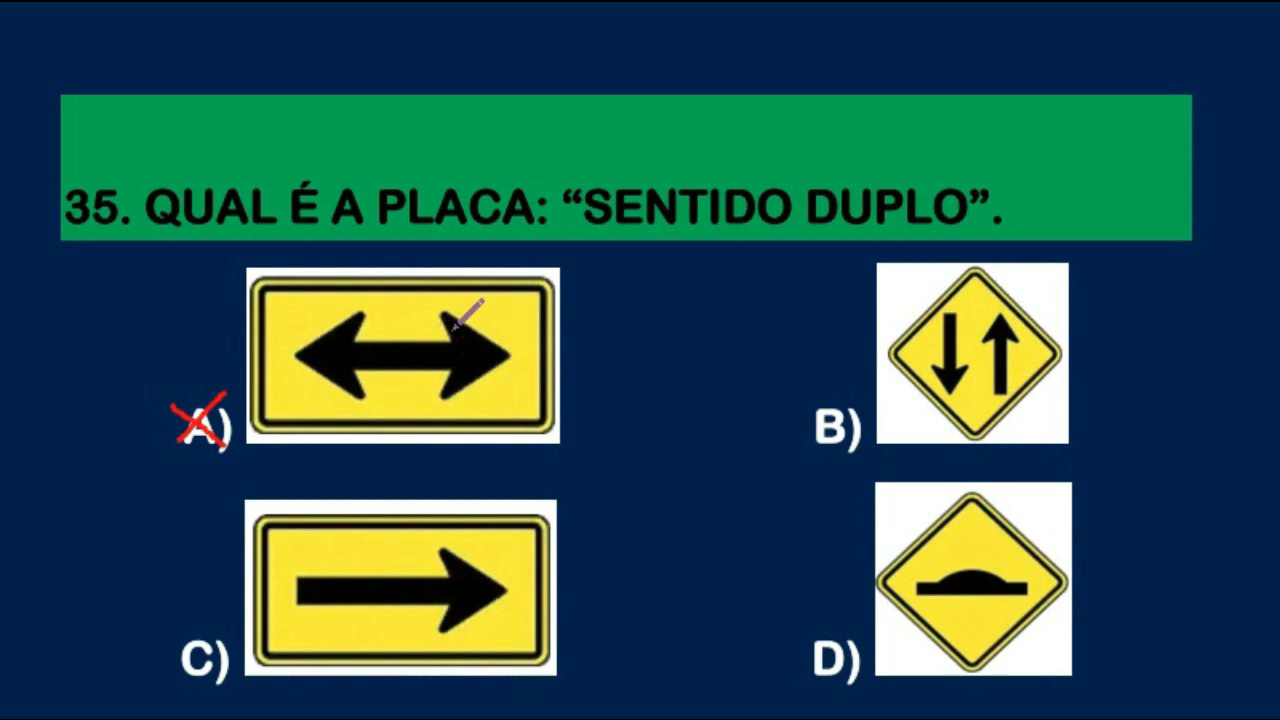 35. QUAL É A PLACA: “SENTIDO DUPLO”.
A)
B)
C)
D)